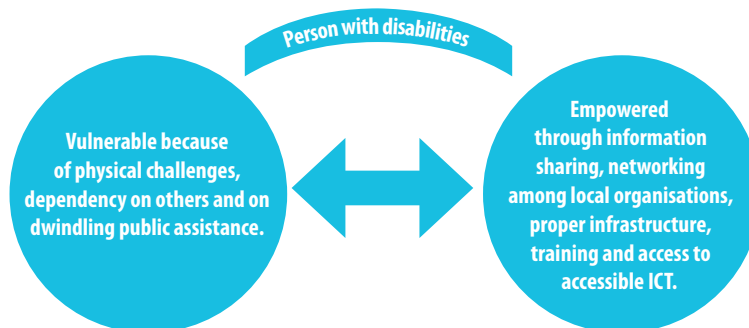 Person with disabilities
Vulnerable because
of physical challenges,
dependency on others and on
dwindling public assistance.
Empowered
through information
sharing, networking
among local organisations,
proper infrastructure,
training and access to
accessible ICT.